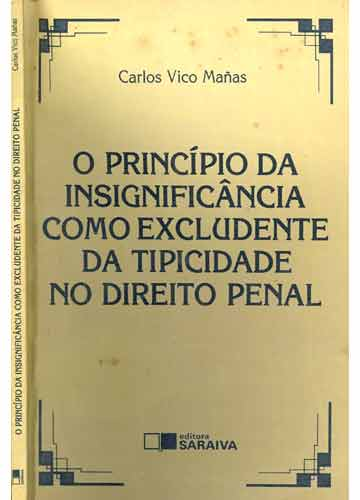 Carlos Vico Mañas
O PRINCÍPIO DA
INSIGNIFICÂNCIA
COMO EXCLUDENTE
DA TIPICIDADE
NO DIREITO PENAL
editora
SARAIVA
Carlos Vico Mañas
O PRINCÍPIO DA INSIGNIFICÂNCIA COMO EXCLUDENTE DA TIPICIDADE NO DIREITO PENAL